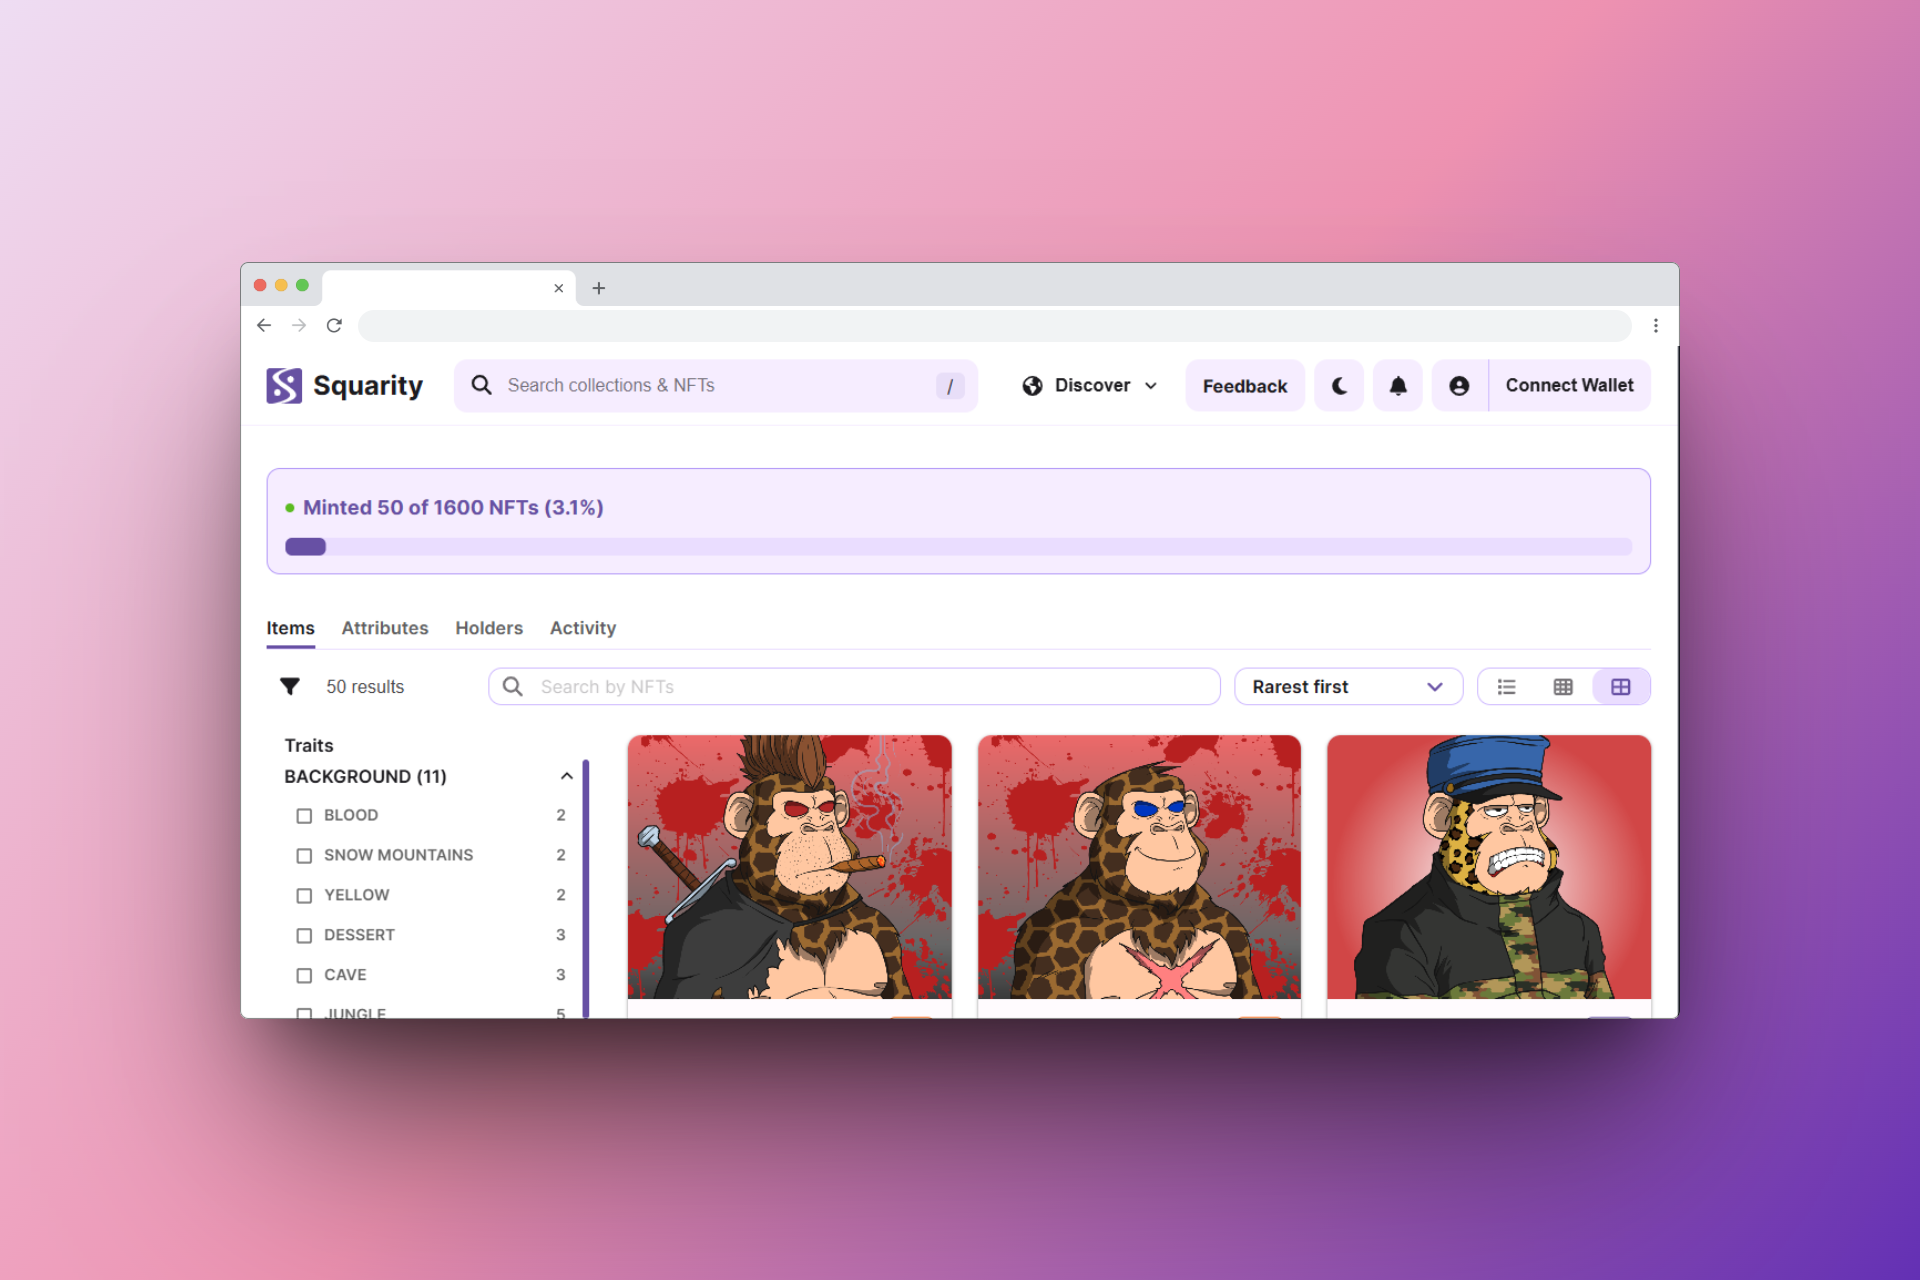 Squarity
Search collections & NFTs
/
Discover
Feedback
Connect Wallet
Minted 50 of 1600 NFTs (3.1%)
Items
Attributes
Holders
Activity
50 results
Search by NFTs
Rarest first
Traits
BACKGROUND (11)
BLOOD 2
SNOW MOUNTAINS 2
YELLOW 2
DESSERT 3
CAVE 3
JUNGLE 5